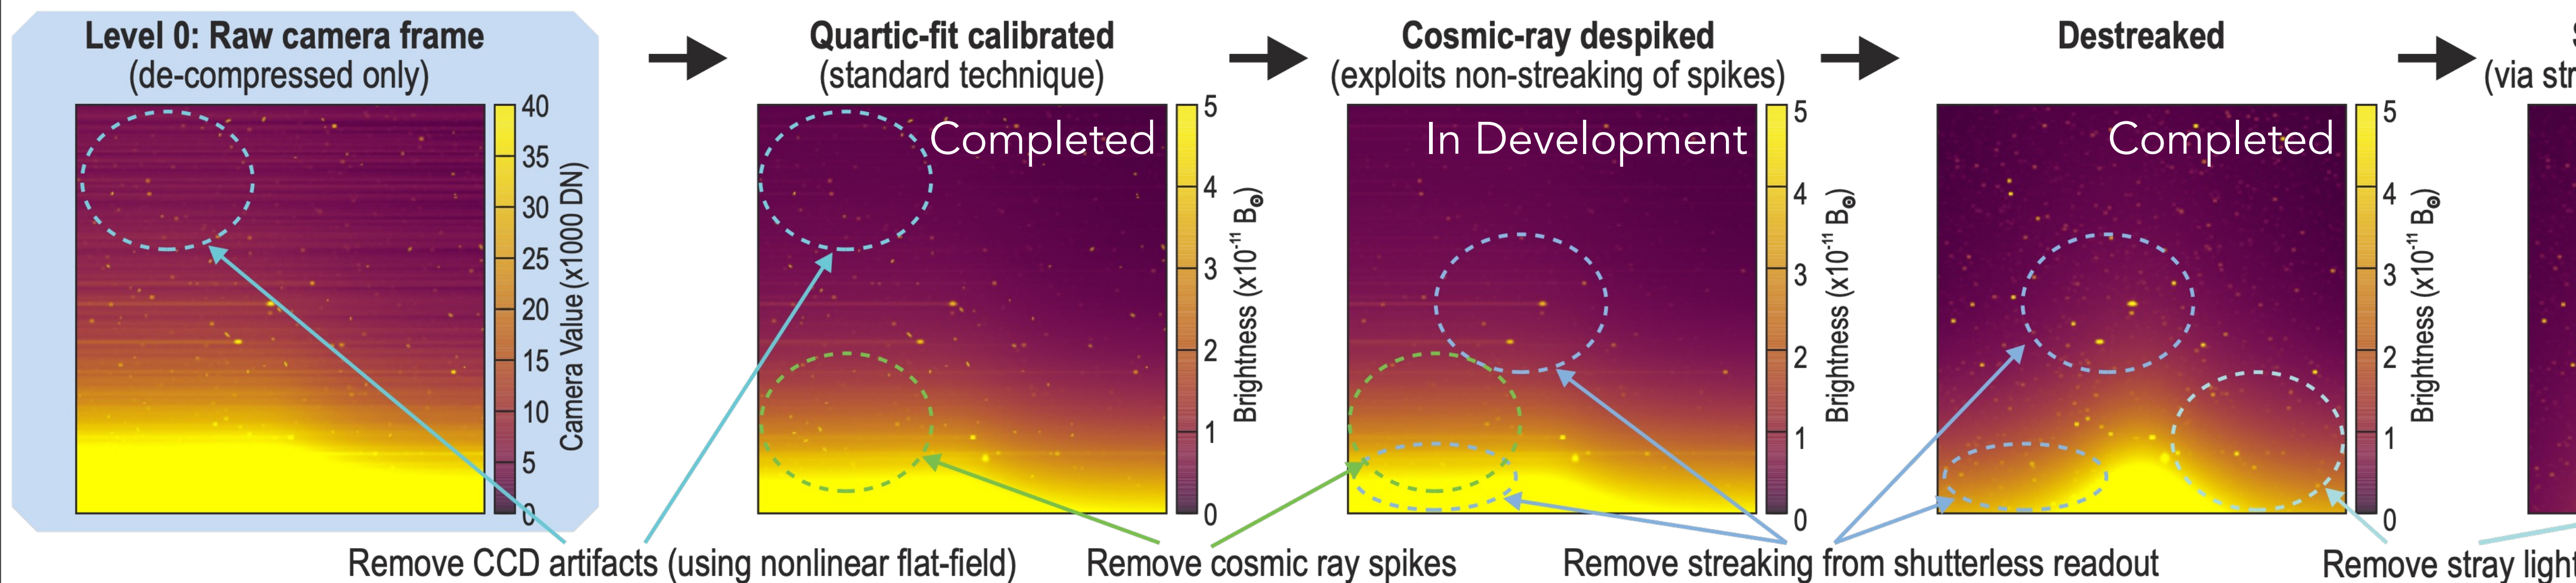 Level 0: Raw camera frame
(de-compressed only)
40
35
30
25
20
15
10
5
0
Camera Value (x1000 DN)
Quartic-fit calibrated
(standard technique)
Completed
5
4
3
2
1
0
Brightness (x10⁻¹¹ B⊙)
Cosmic-ray despiked
(exploits non-streaking of spikes)
In Development
5
4
3
2
1
0
Brightness (x10⁻¹¹ B⊙)
Destreaked
Completed
5
4
3
2
1
0
Brightness (x10⁻¹¹ B⊙)
(via
Remove CCD artifacts (using nonlinear flat-field)
Remove cosmic ray spikes
Remove streaking from shutterless readout
Remove stray light